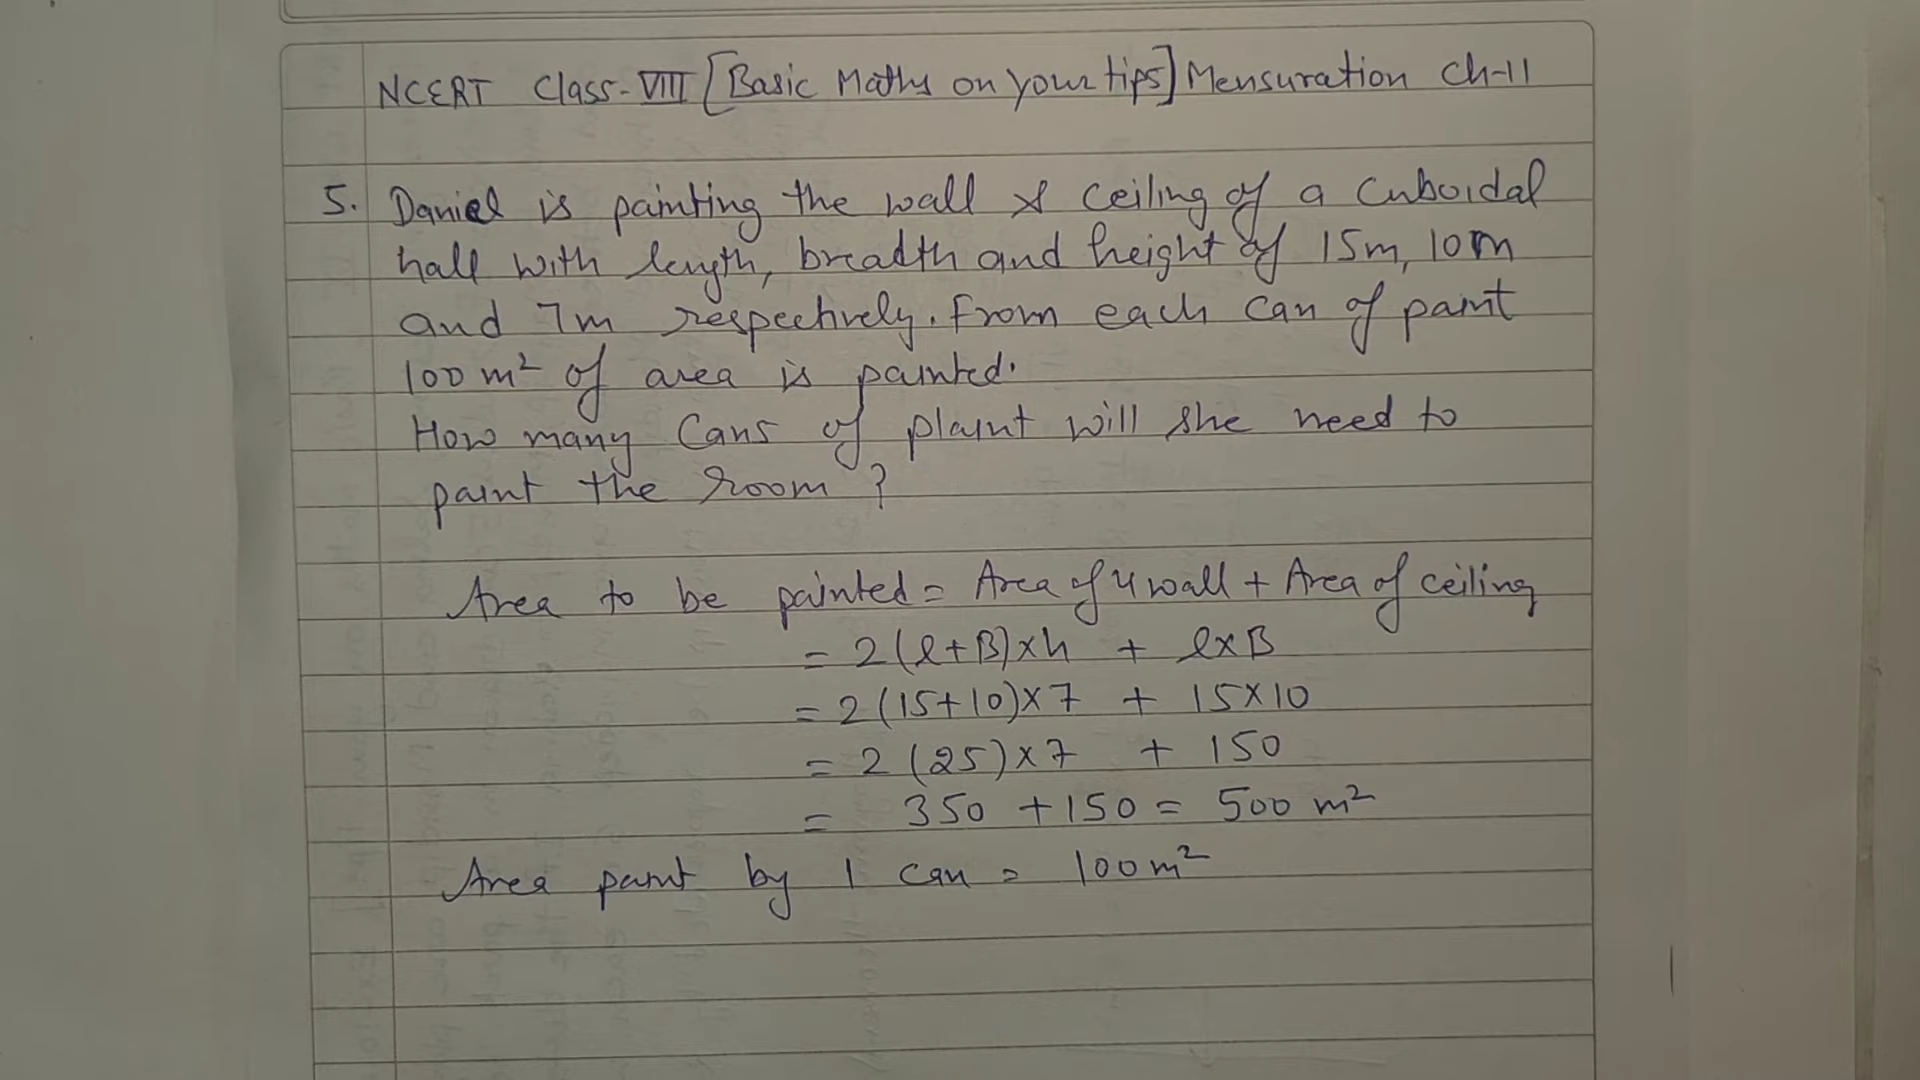 NCERT Class-VIII [Basic Maths on your tips] Mensuration Ch-11
5. Daniel is painting the wall & ceiling of a cuboidal
hall with length, breadth and height of 15m, 10m
and 7m respectively. From each can of paint
100 m² of area is painted.
How many Cans of plaint will she need to
paint the room?
Area to be painted = Area of 4 wall + Area of ceiling
= 2(l+B)×h + l×B
= 2(15+10)×7 + 15×10
= 2(25)×7 + 150
= 350 + 150 = 500 m²
Area paint by 1 can = 100m²